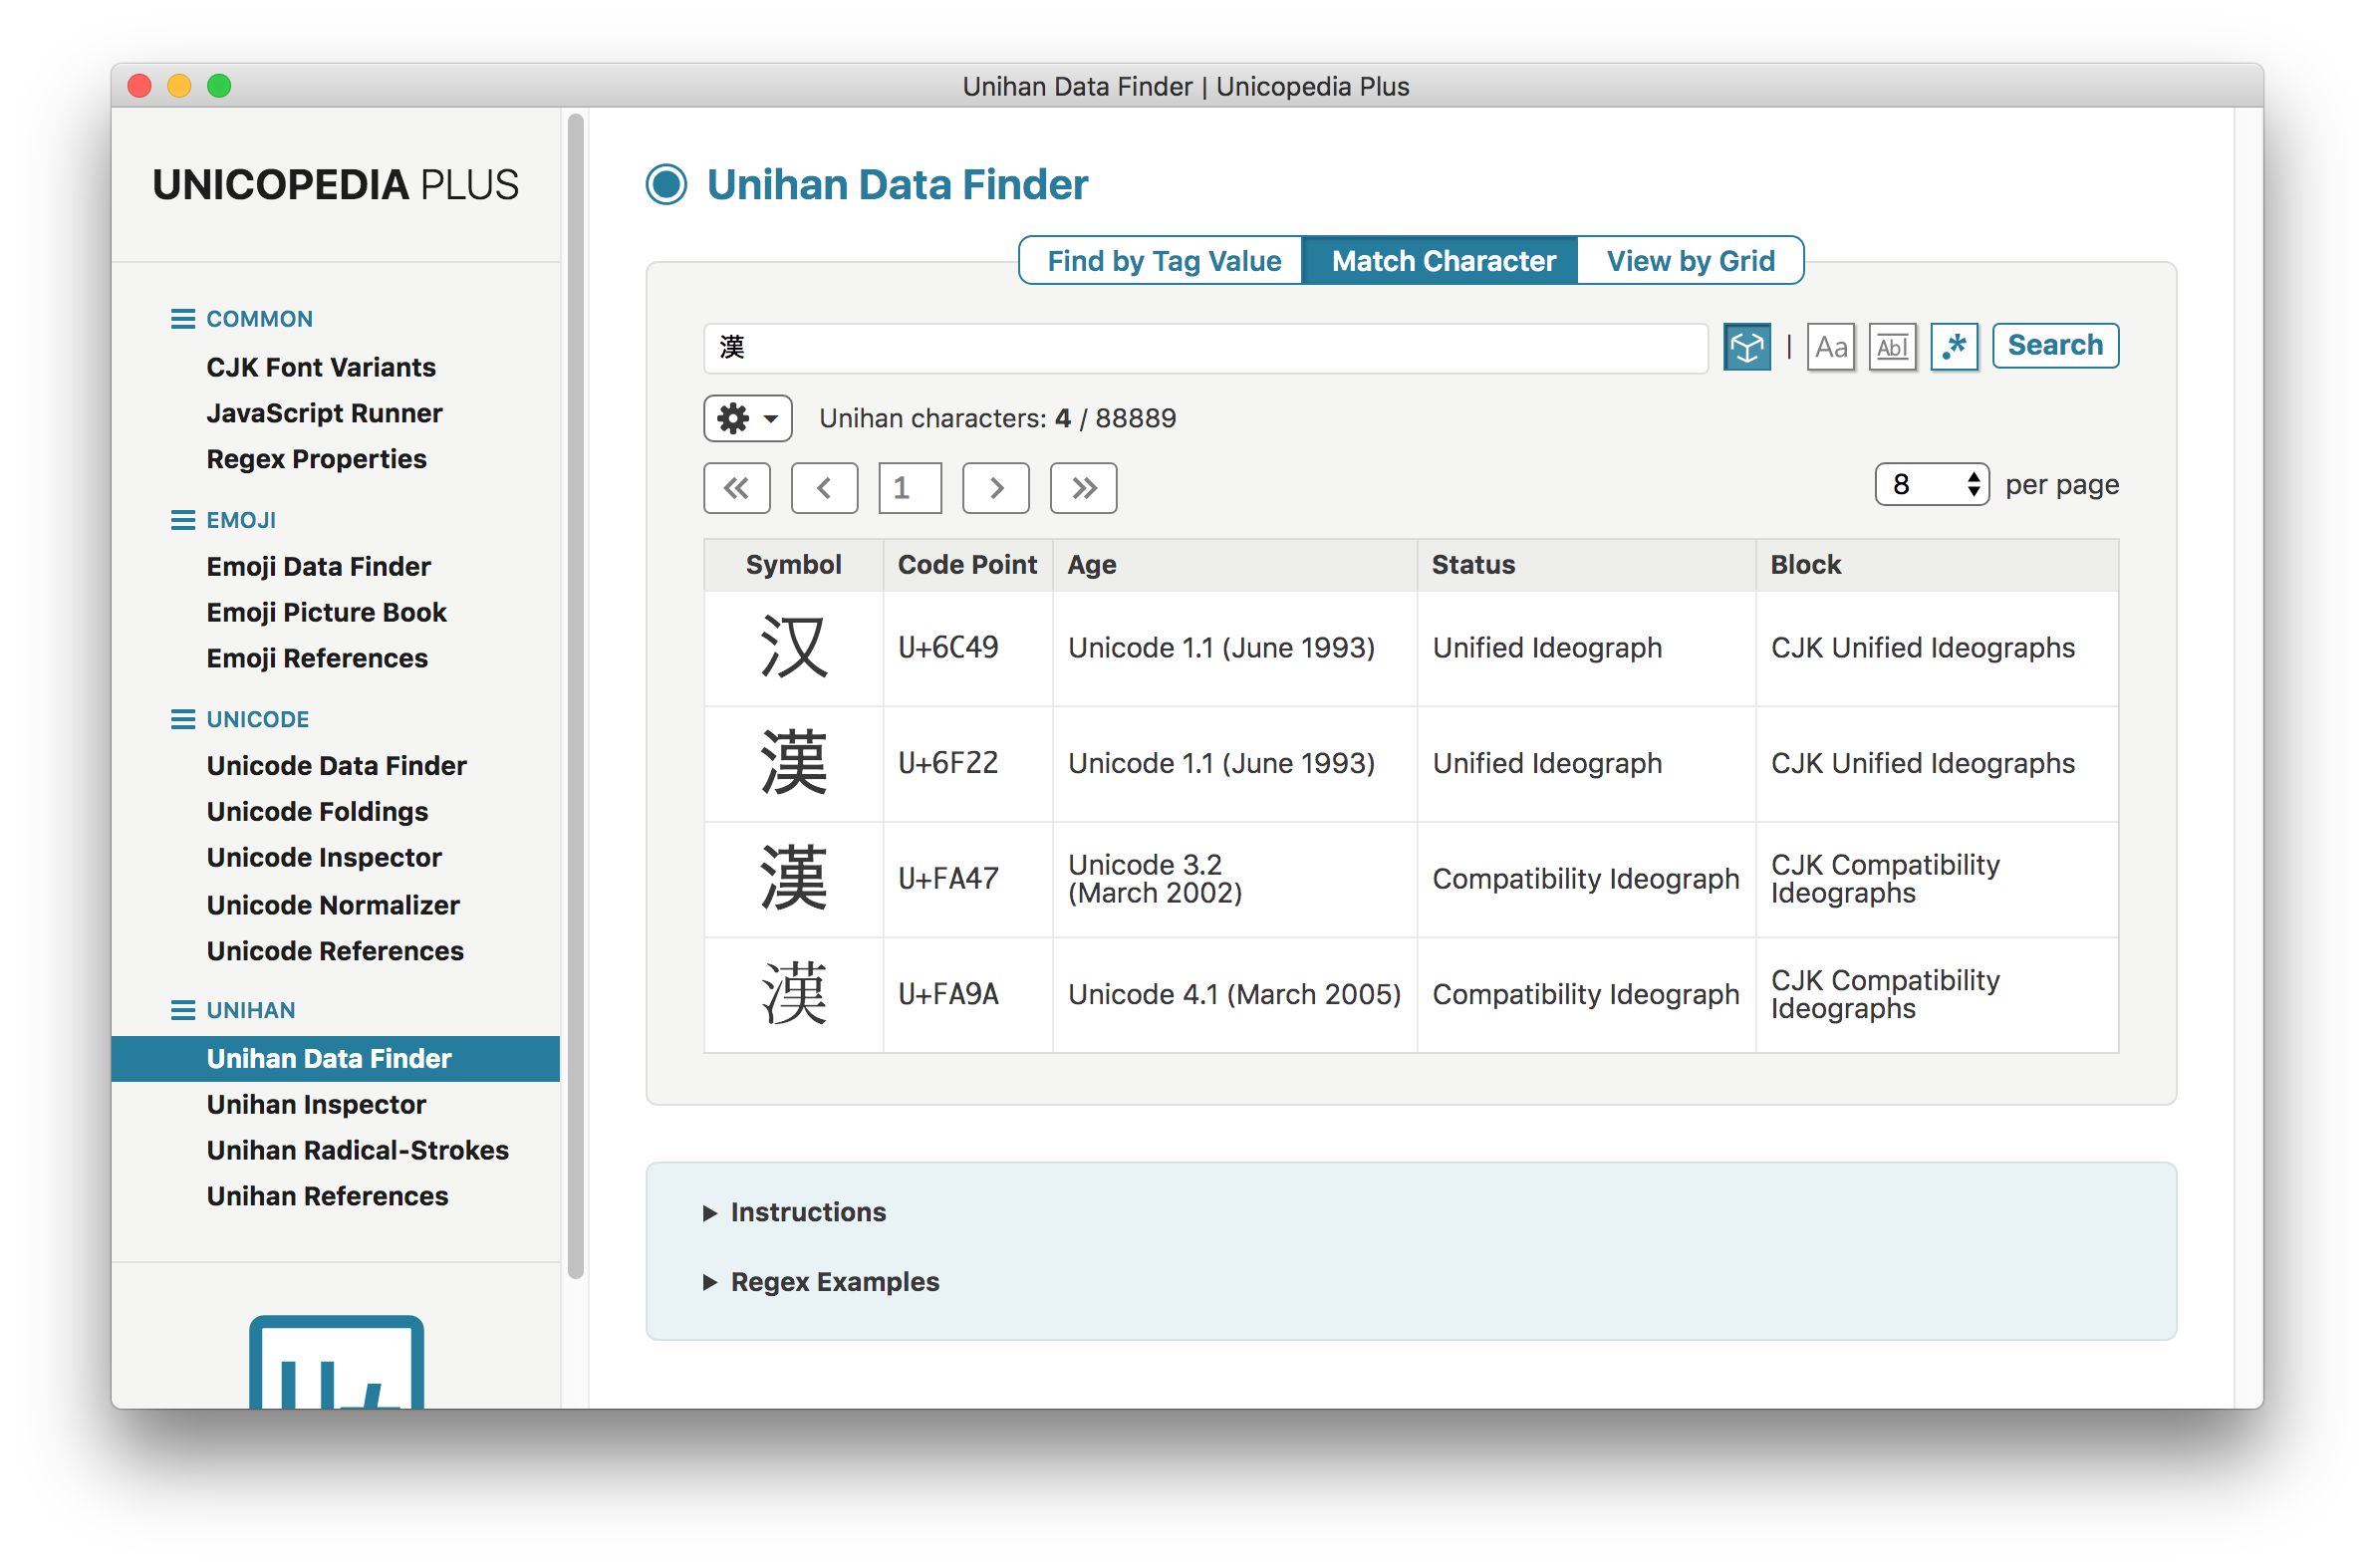 Unihan Data Finder | Unicopedia Plus
UNICOPEDIA PLUS
COMMON
CJK Font Variants
JavaScript Runner
Regex Properties
EMOJI
Emoji Data Finder
Emoji Picture Book
Emoji References
UNICODE
Unicode Data Finder
Unicode Foldings
Unicode Inspector
Unicode Normalizer
Unicode References
UNIHAN
Unihan Data Finder
Unihan Inspector
Unihan Radical-Strokes
Unihan References
U+
Unihan Data Finder
Find by Tag Value Match Character View by Grid
漢 | Aa Abl .* Search
Unihan characters: 4 / 88889
« ‹ 1 › » 8 per page
Symbol Code Point Age Status Block
汉 U+6C49 Unicode 1.1 (June 1993) Unified Ideograph CJK Unified Ideographs
漢 U+6F22 Unicode 1.1 (June 1993) Unified Ideograph CJK Unified Ideographs
漢 U+FA47 Unicode 3.2 (March 2002) Compatibility Ideograph CJK Compatibility Ideographs
漢 U+FA9A Unicode 4.1 (March 2005) Compatibility Ideograph CJK Compatibility Ideographs
Instructions
Regex Examples